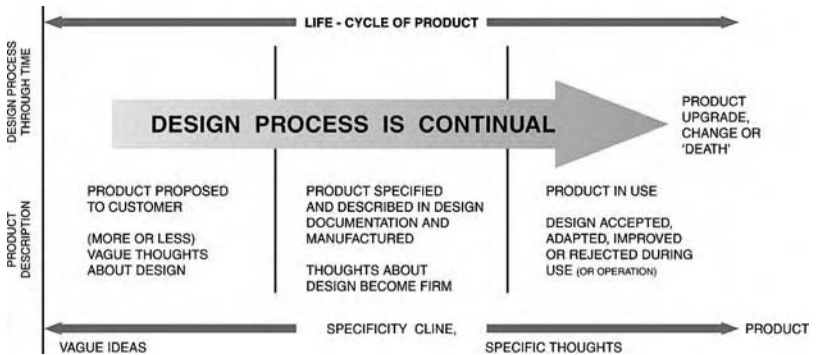 LIFE - CYCLE OF PRODUCT
DESIGN PROCESS
THROUGH TIME
DESIGN PROCESS IS CONTINUAL
PRODUCT
UPGRADE,
CHANGE OR
‘DEATH’
PRODUCT
DESCRIPTION
PRODUCT PROPOSED
TO CUSTOMER
(MORE OR LESS)
VAGUE THOUGHTS
ABOUT DESIGN
PRODUCT SPECIFIED
AND DESCRIBED IN DESIGN
DOCUMENTATION AND
MANUFACTURED
THOUGHTS ABOUT
DESIGN BECOME FIRM
PRODUCT IN USE
DESIGN ACCEPTED,
ADAPTED, IMPROVED
OR REJECTED DURING
USE (OR OPERATION)
SPECIFICITY CLINE,
PRODUCT
VAGUE IDEAS
SPECIFIC THOUGHTS